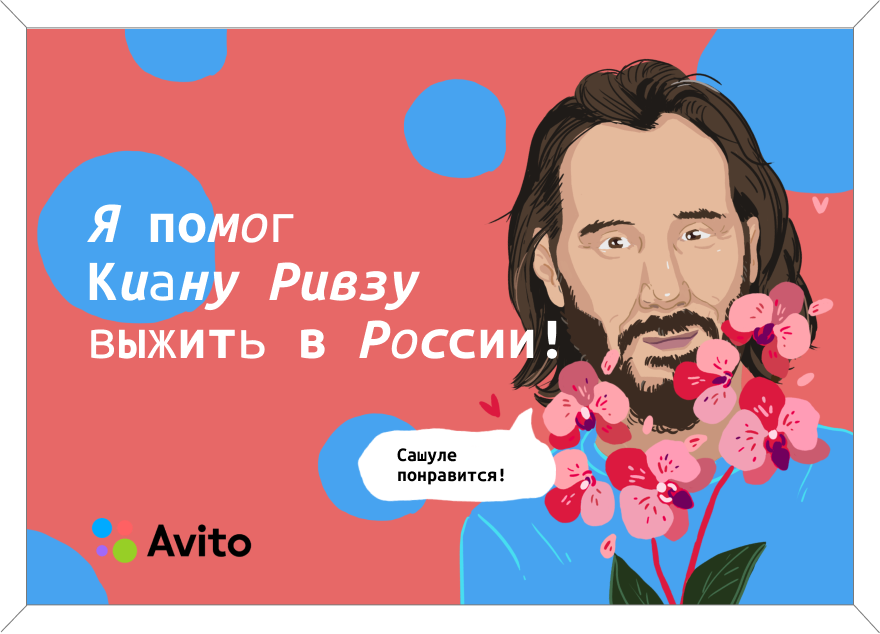 Я помог
Киану Ривзу
выжить в России!
Сашуле
понравится!
Avito